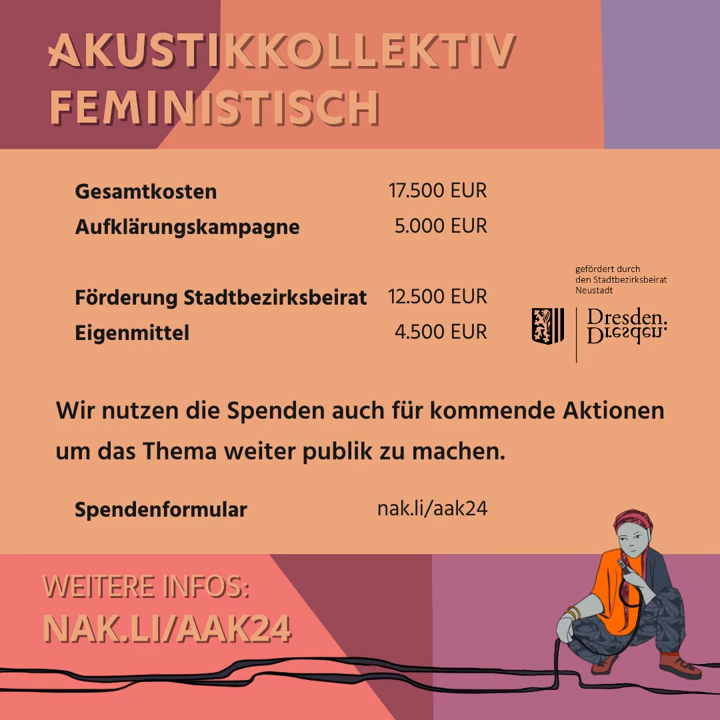 AKUSTIKKOLLEKTIV
FEMINISTISCH
Gesamtkosten 17.500 EUR
Aufklärungskampagne 5.000 EUR
gefördert durch
den Stadtbezirksbeirat
Neustadt
Förderung Stadtbezirksbeirat 12.500 EUR
Eigenmittel 4.500 EUR
Dresden.
Dresden.
Wir nutzen die Spenden auch für kommende Aktionen
um das Thema weiter publik zu machen.
Spendenformular nak.li/aak24
WEITERE INFOS:
NAK.LI/AAK24